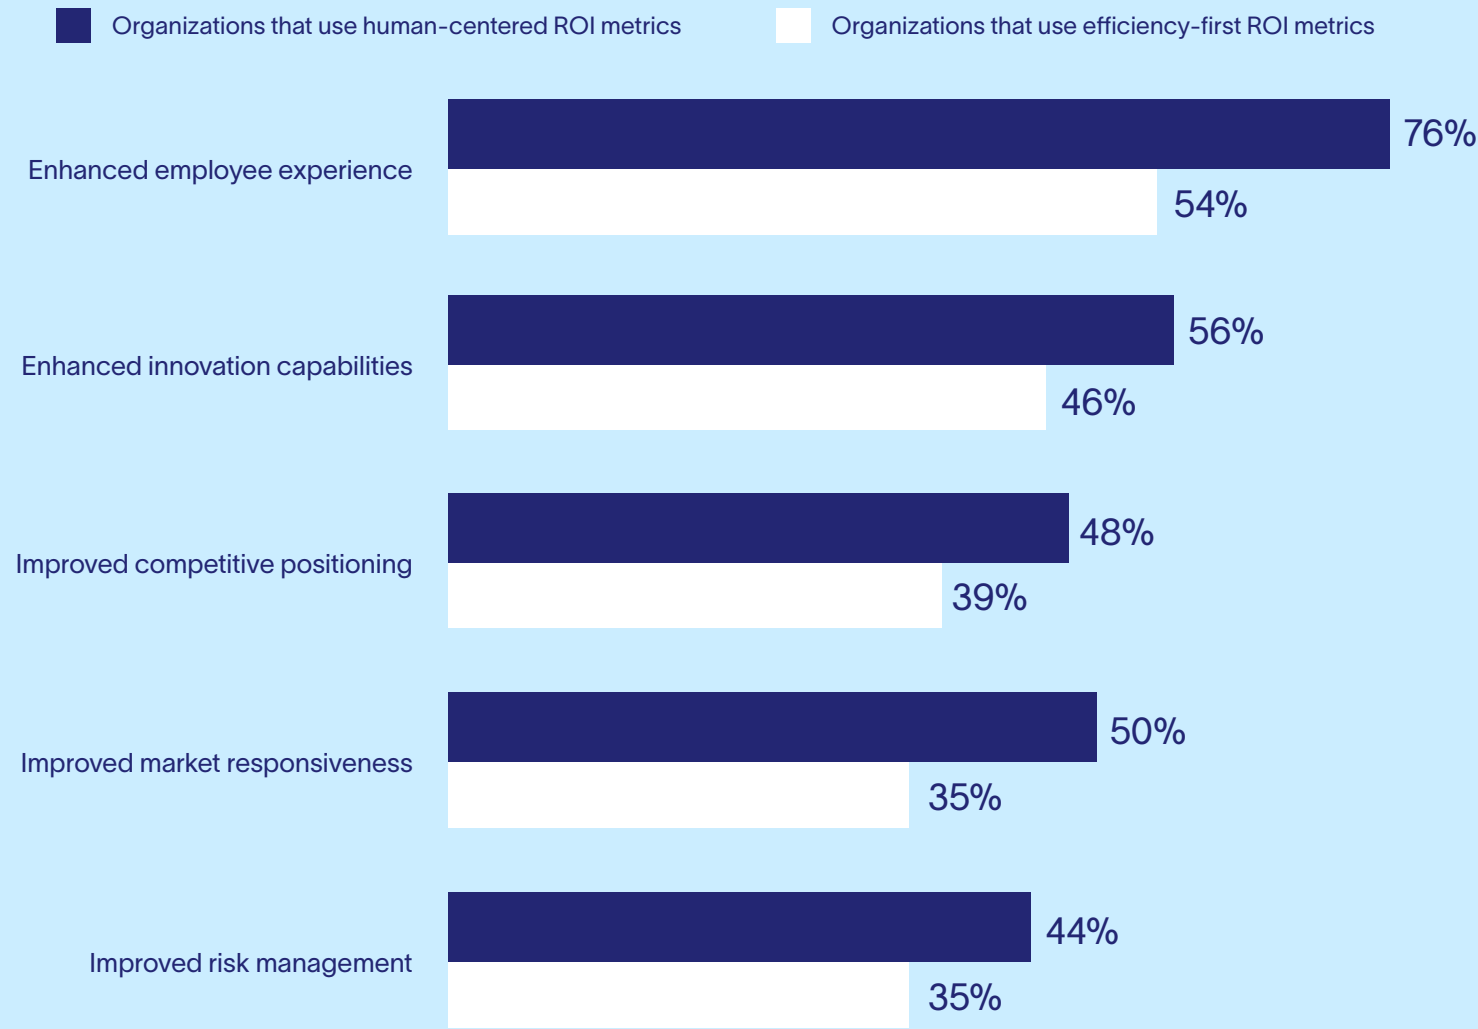 Organizations that use human-centered ROI metrics
Organizations that use efficiency-first ROI metrics
Enhanced employee experience
76%
54%
Enhanced innovation capabilities
56%
46%
Improved competitive positioning
48%
39%
Improved market responsiveness
50%
35%
Improved risk management
44%
35%